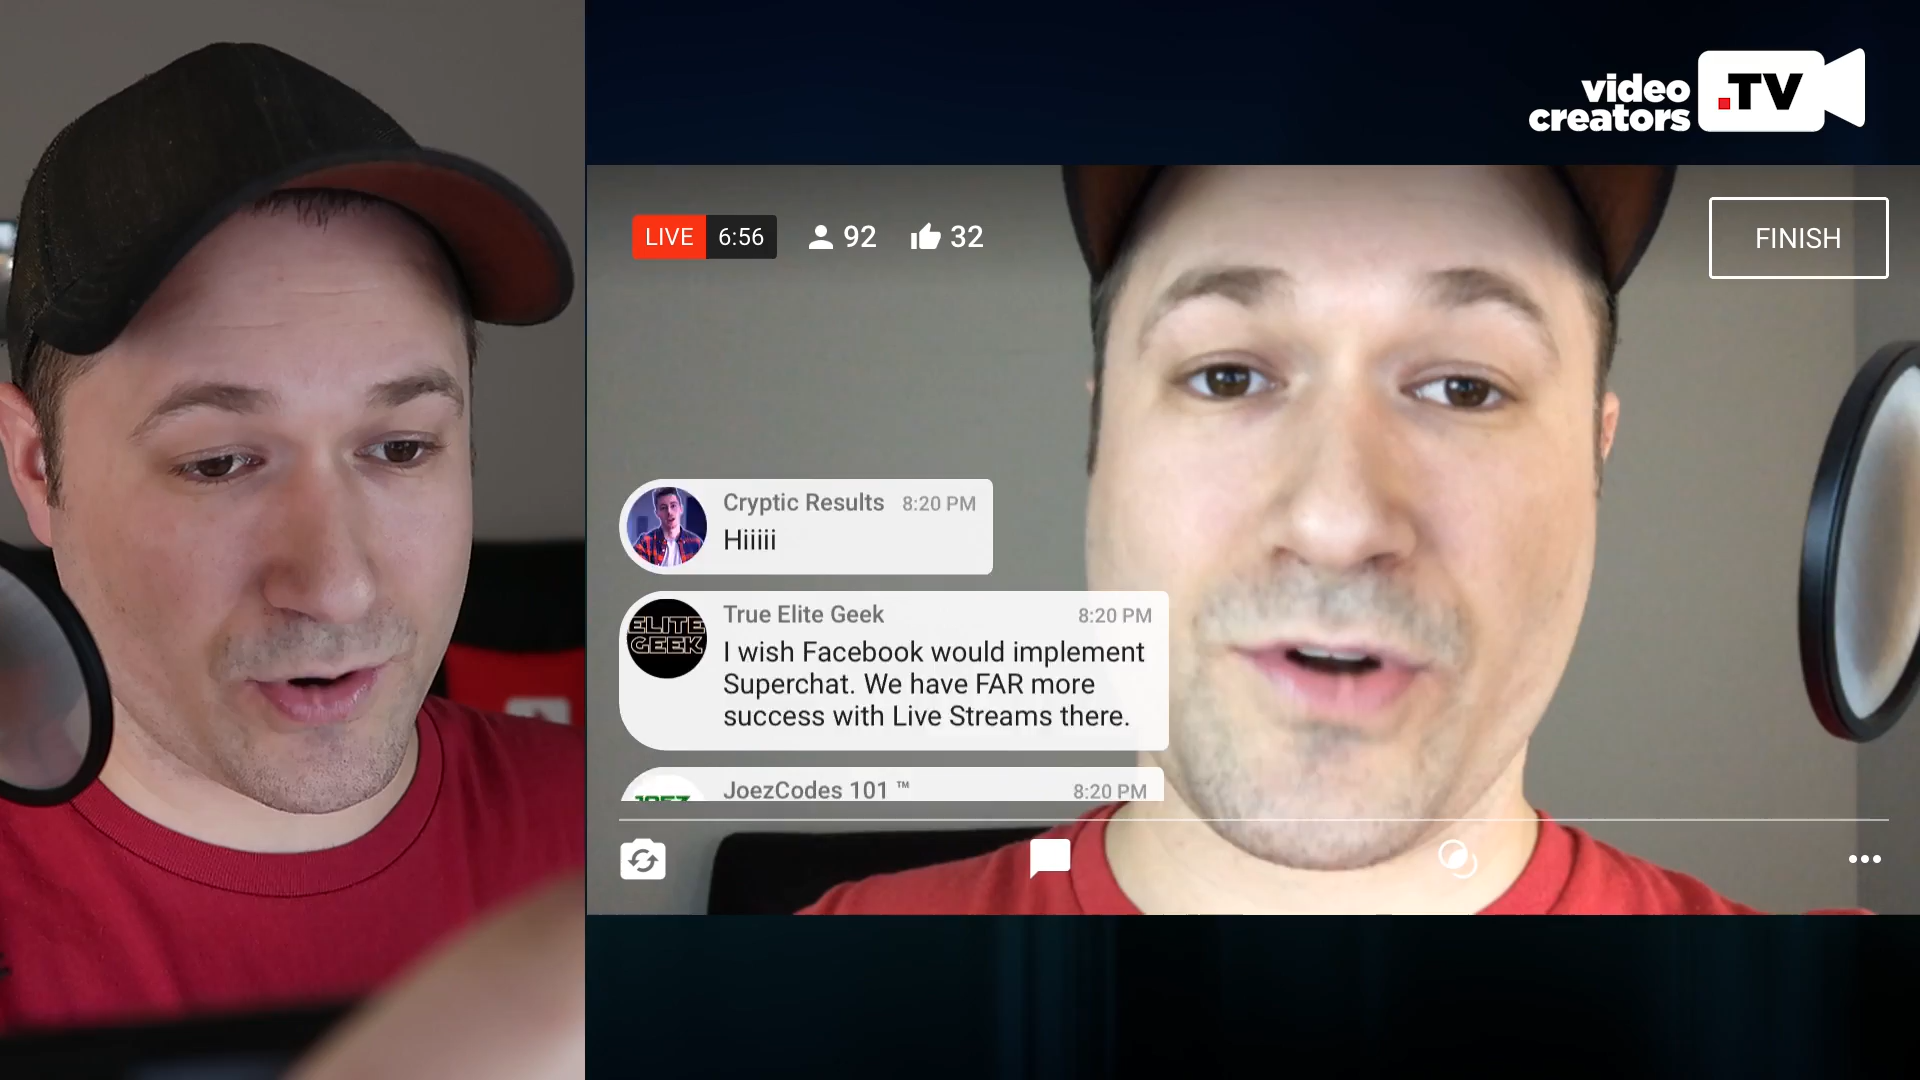 video
creators
.TV
LIVE 6:56 92 32
FINISH
Cryptic Results 8:20 PM
Hiiiii
ELITE
GEEK
True Elite Geek 8:20 PM
I wish Facebook would implement
Superchat. We have FAR more
success with Live Streams there.
JoezCodes 101 ™ 8:20 PM